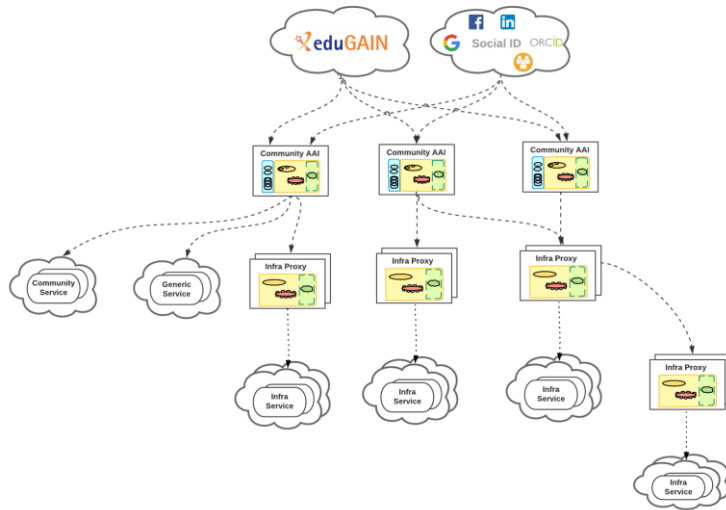 eduGAIN
Social ID
ORCID
Community AAI
Community AAI
Community AAI
Community
Service
Generic
Service
Infra Proxy
Infra Proxy
Infra Proxy
Infra
Service
Infra
Service
Infra
Service
Infra Proxy
Infra
Service